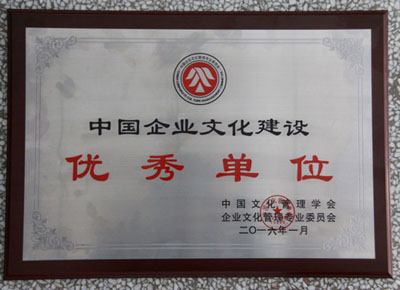 中国企业文化建设
优秀单位
中国文化管理学会
企业文化管理专业委员会
二〇一六年一月